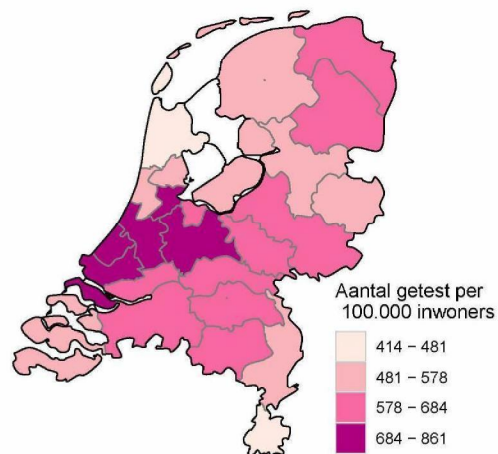 Aantal getest per
100.000 inwoners
414 – 481
481 – 578
578 – 684
684 – 861